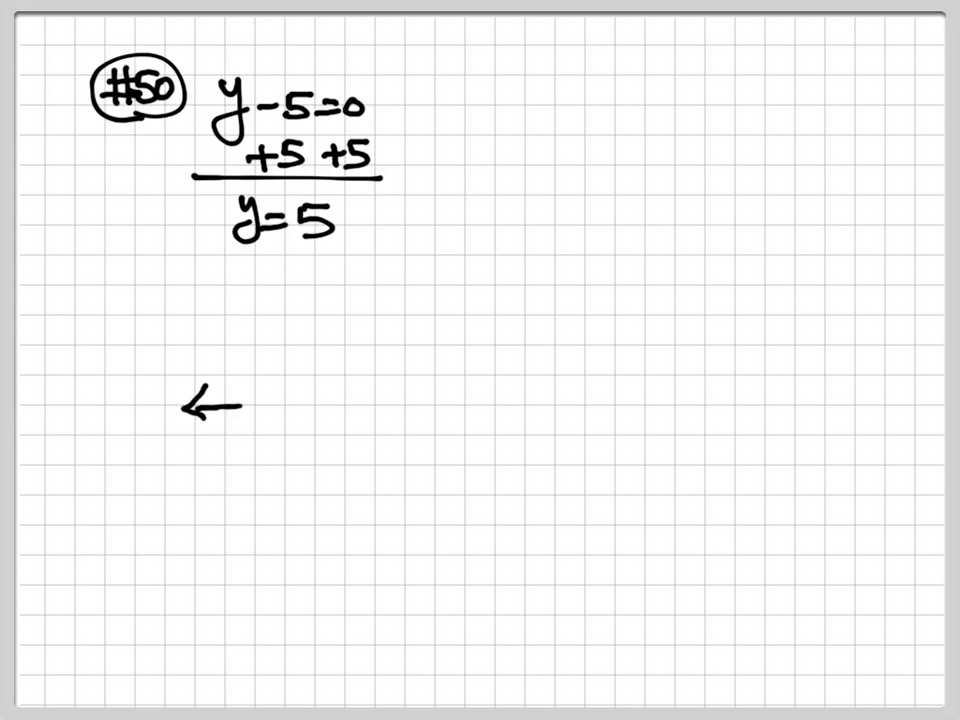 #50 y - 5 = 0
+5 +5
y = 5